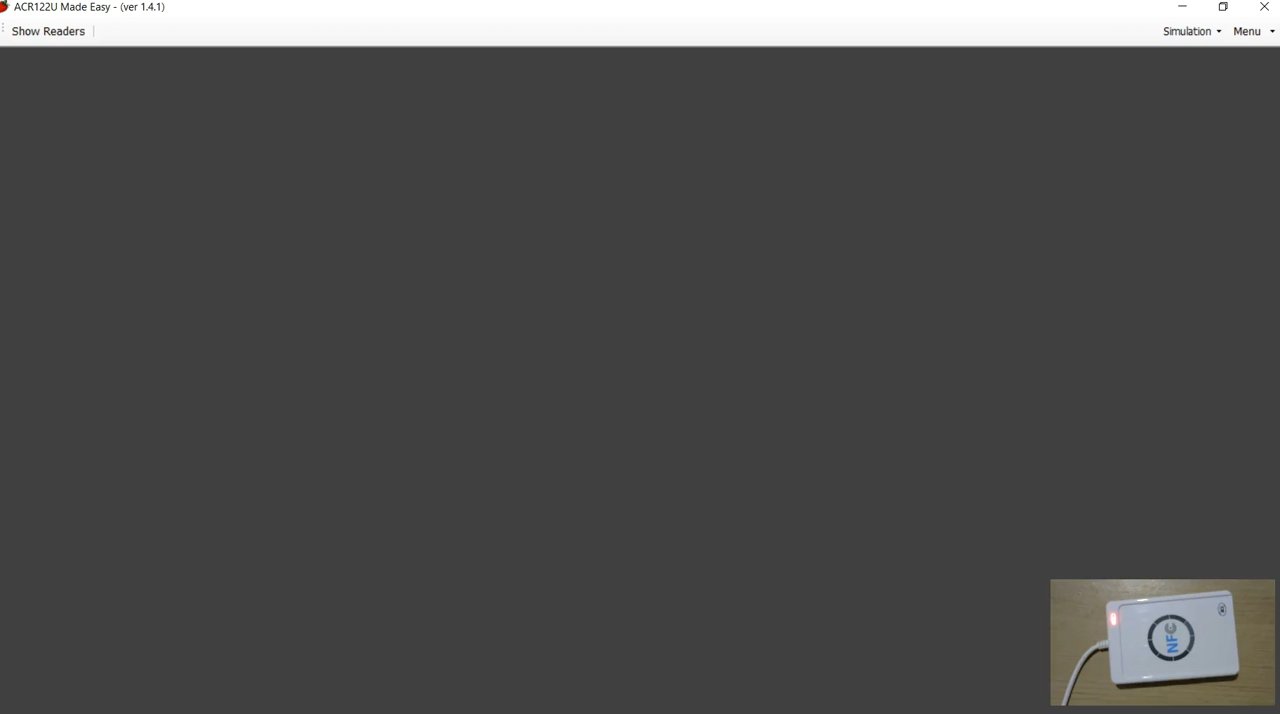 ACR122U Made Easy - (ver 1.4.1)
Show Readers
Simulation
Menu
NFC